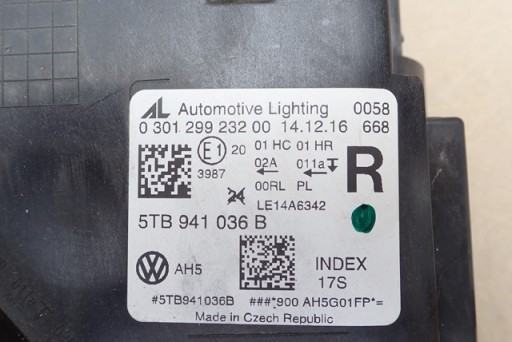 AL Automotive Lighting 0058
0 301 299 232 00 14.12.16 668
E1 20 01 HC 01 HR
02A 011a
3987
00RL PL
24 LE14A6342
R
5TB 941 036 B
VW AH5 INDEX
17S
#5TB941036B ###*900 AH5G01FP*=
Made in Czech Republic